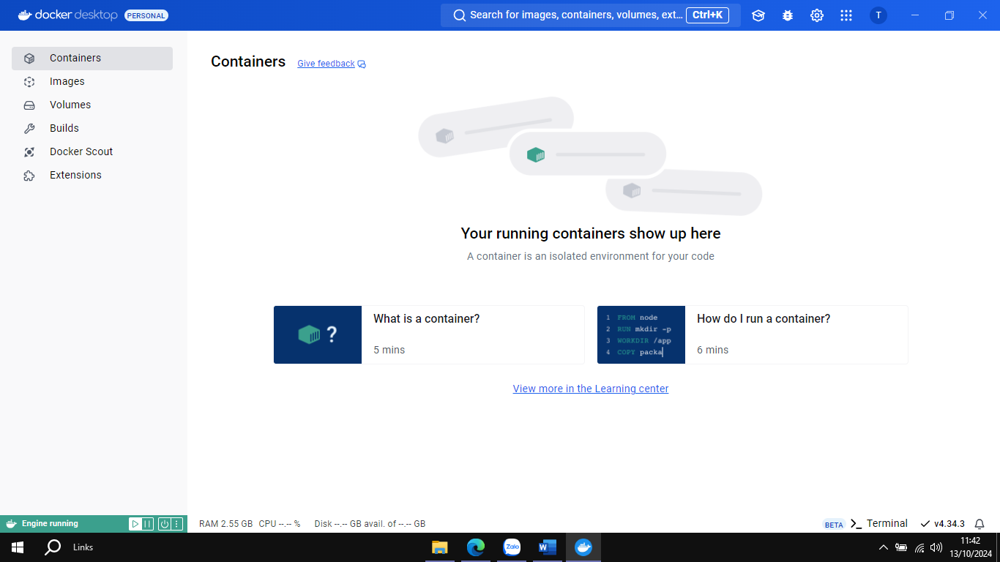 docker desktop PERSONAL
Search for images, containers, volumes, ext... Ctrl+K
T
Containers
Images
Volumes
Builds
Docker Scout
Extensions
Containers Give feedback
Your running containers show up here
A container is an isolated environment for your code
?
What is a container?
5 mins
1 FROM node
2 RUN mkdir -p
3 WORKDIR /app
4 COPY packa
How do I run a container?
6 mins
View more in the Learning center
Engine running
RAM 2.55 GB CPU --.-- % Disk --.-- GB avail. of --.-- GB
BETA >_ Terminal v4.34.3
Links
Zalo
W
11:42
13/10/2024